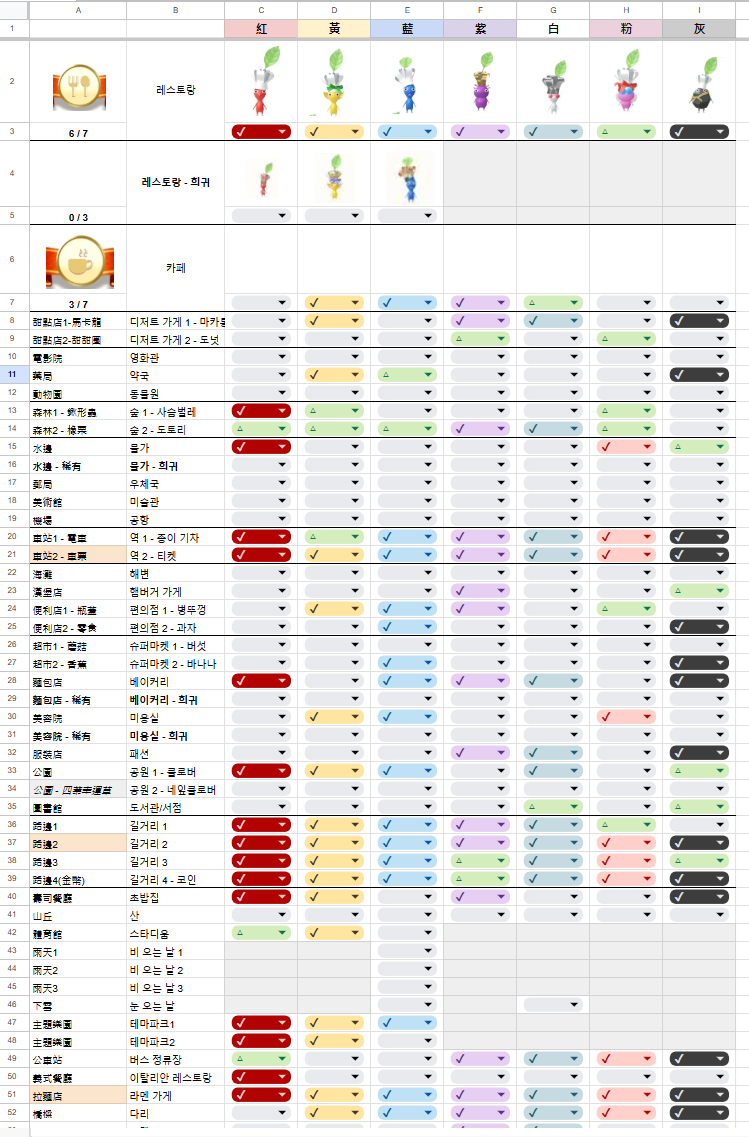 A B C D E F G H I
1 紅 黃 藍 紫 白 粉 灰
2 레스토랑
3 6 / 7 ✓ ✓ ✓ ✓ ✓ △ ✓
4 레스토랑 - 희귀
5 0 / 3
6 카페
7 3 / 7 ✓ ✓ ✓ △
8 甜點店1-馬卡龍 디저트 가게 1 - 마카롱 ✓ ✓ ✓ ✓
9 甜點店2-甜甜圈 디저트 가게 2 - 도넛 △ △
10 電影院 영화관
11 藥局 약국 ✓ △ ✓
12 動物園 동물원
13 森林1 - 鍬形蟲 숲 1 - 사슴벌레 ✓ △ △
14 森林2 - 橡果 숲 2 - 도토리 △ △ △ ✓ ✓ △
15 水邊 물가 ✓ ✓ △
16 水邊 - 稀有 물가 - 희귀
17 郵局 우체국
18 美術館 미술관
19 機場 공항
20 車站1 - 電車 역 1 - 종이 기차 ✓ △ ✓ ✓ ✓ ✓ ✓
21 車站2 - 車票 역 2 - 티켓 ✓ ✓ ✓ ✓ ✓ ✓ ✓
22 海灘 해변
23 漢堡店 햄버거 가게 ✓ △
24 便利店1 - 瓶蓋 편의점 1 - 병뚜껑 ✓ ✓ ✓ △
25 便利店2 - 零食 편의점 2 - 과자 ✓ ✓
26 超市1 - 蘑菇 슈퍼마켓 1 - 버섯
27 超市2 - 香蕉 슈퍼마켓 2 - 바나나 ✓ ✓
28 麵包店 베이커리 ✓ ✓ ✓ ✓ ✓
29 麵包店 - 稀有 베이커리 - 희귀
30 美容院 미용실 ✓ ✓ ✓
31 美容院 - 稀有 미용실 - 희귀
32 服裝店 패션 ✓ ✓ ✓
33 公園 공원 1 - 클로버 ✓ ✓ ✓ ✓ △
34 公園 - 四葉幸運草 공원 2 - 네잎클로버
35 圖書館 도서관/서점 △ △
36 路邊1 길거리 1 ✓ ✓ ✓ ✓ ✓ △ ✓
37 路邊2 길거리 2 ✓ ✓ ✓ ✓ ✓ ✓ ✓
38 路邊3 길거리 3 ✓ ✓ ✓ △ ✓ ✓ △
39 路邊4(金幣) 길거리 4 - 코인 ✓ ✓ ✓ △ ✓ ✓ ✓
40 壽司餐廳 초밥집 ✓ ✓ ✓ ✓ ✓ ✓
41 山丘 산
42 體育館 스타디움 △ ✓
43 雨天1 비 오는 날 1
44 雨天2 비 오는 날 2
45 雨天3 비 오는 날 3
46 下雪 눈 오는 날
47 主題樂園 테마파크1 ✓ ✓ ✓
48 主題樂園 테마파크2 ✓ ✓
49 公車站 버스 정류장 △ ✓ ✓ ✓ ✓
50 義式餐廳 이탈리안 레스토랑 ✓
51 拉麵店 라멘 가게 ✓ ✓ ✓ ✓ ✓ ✓ ✓
52 橋樑 다리 ✓ ✓ ✓ ✓ ✓ ✓